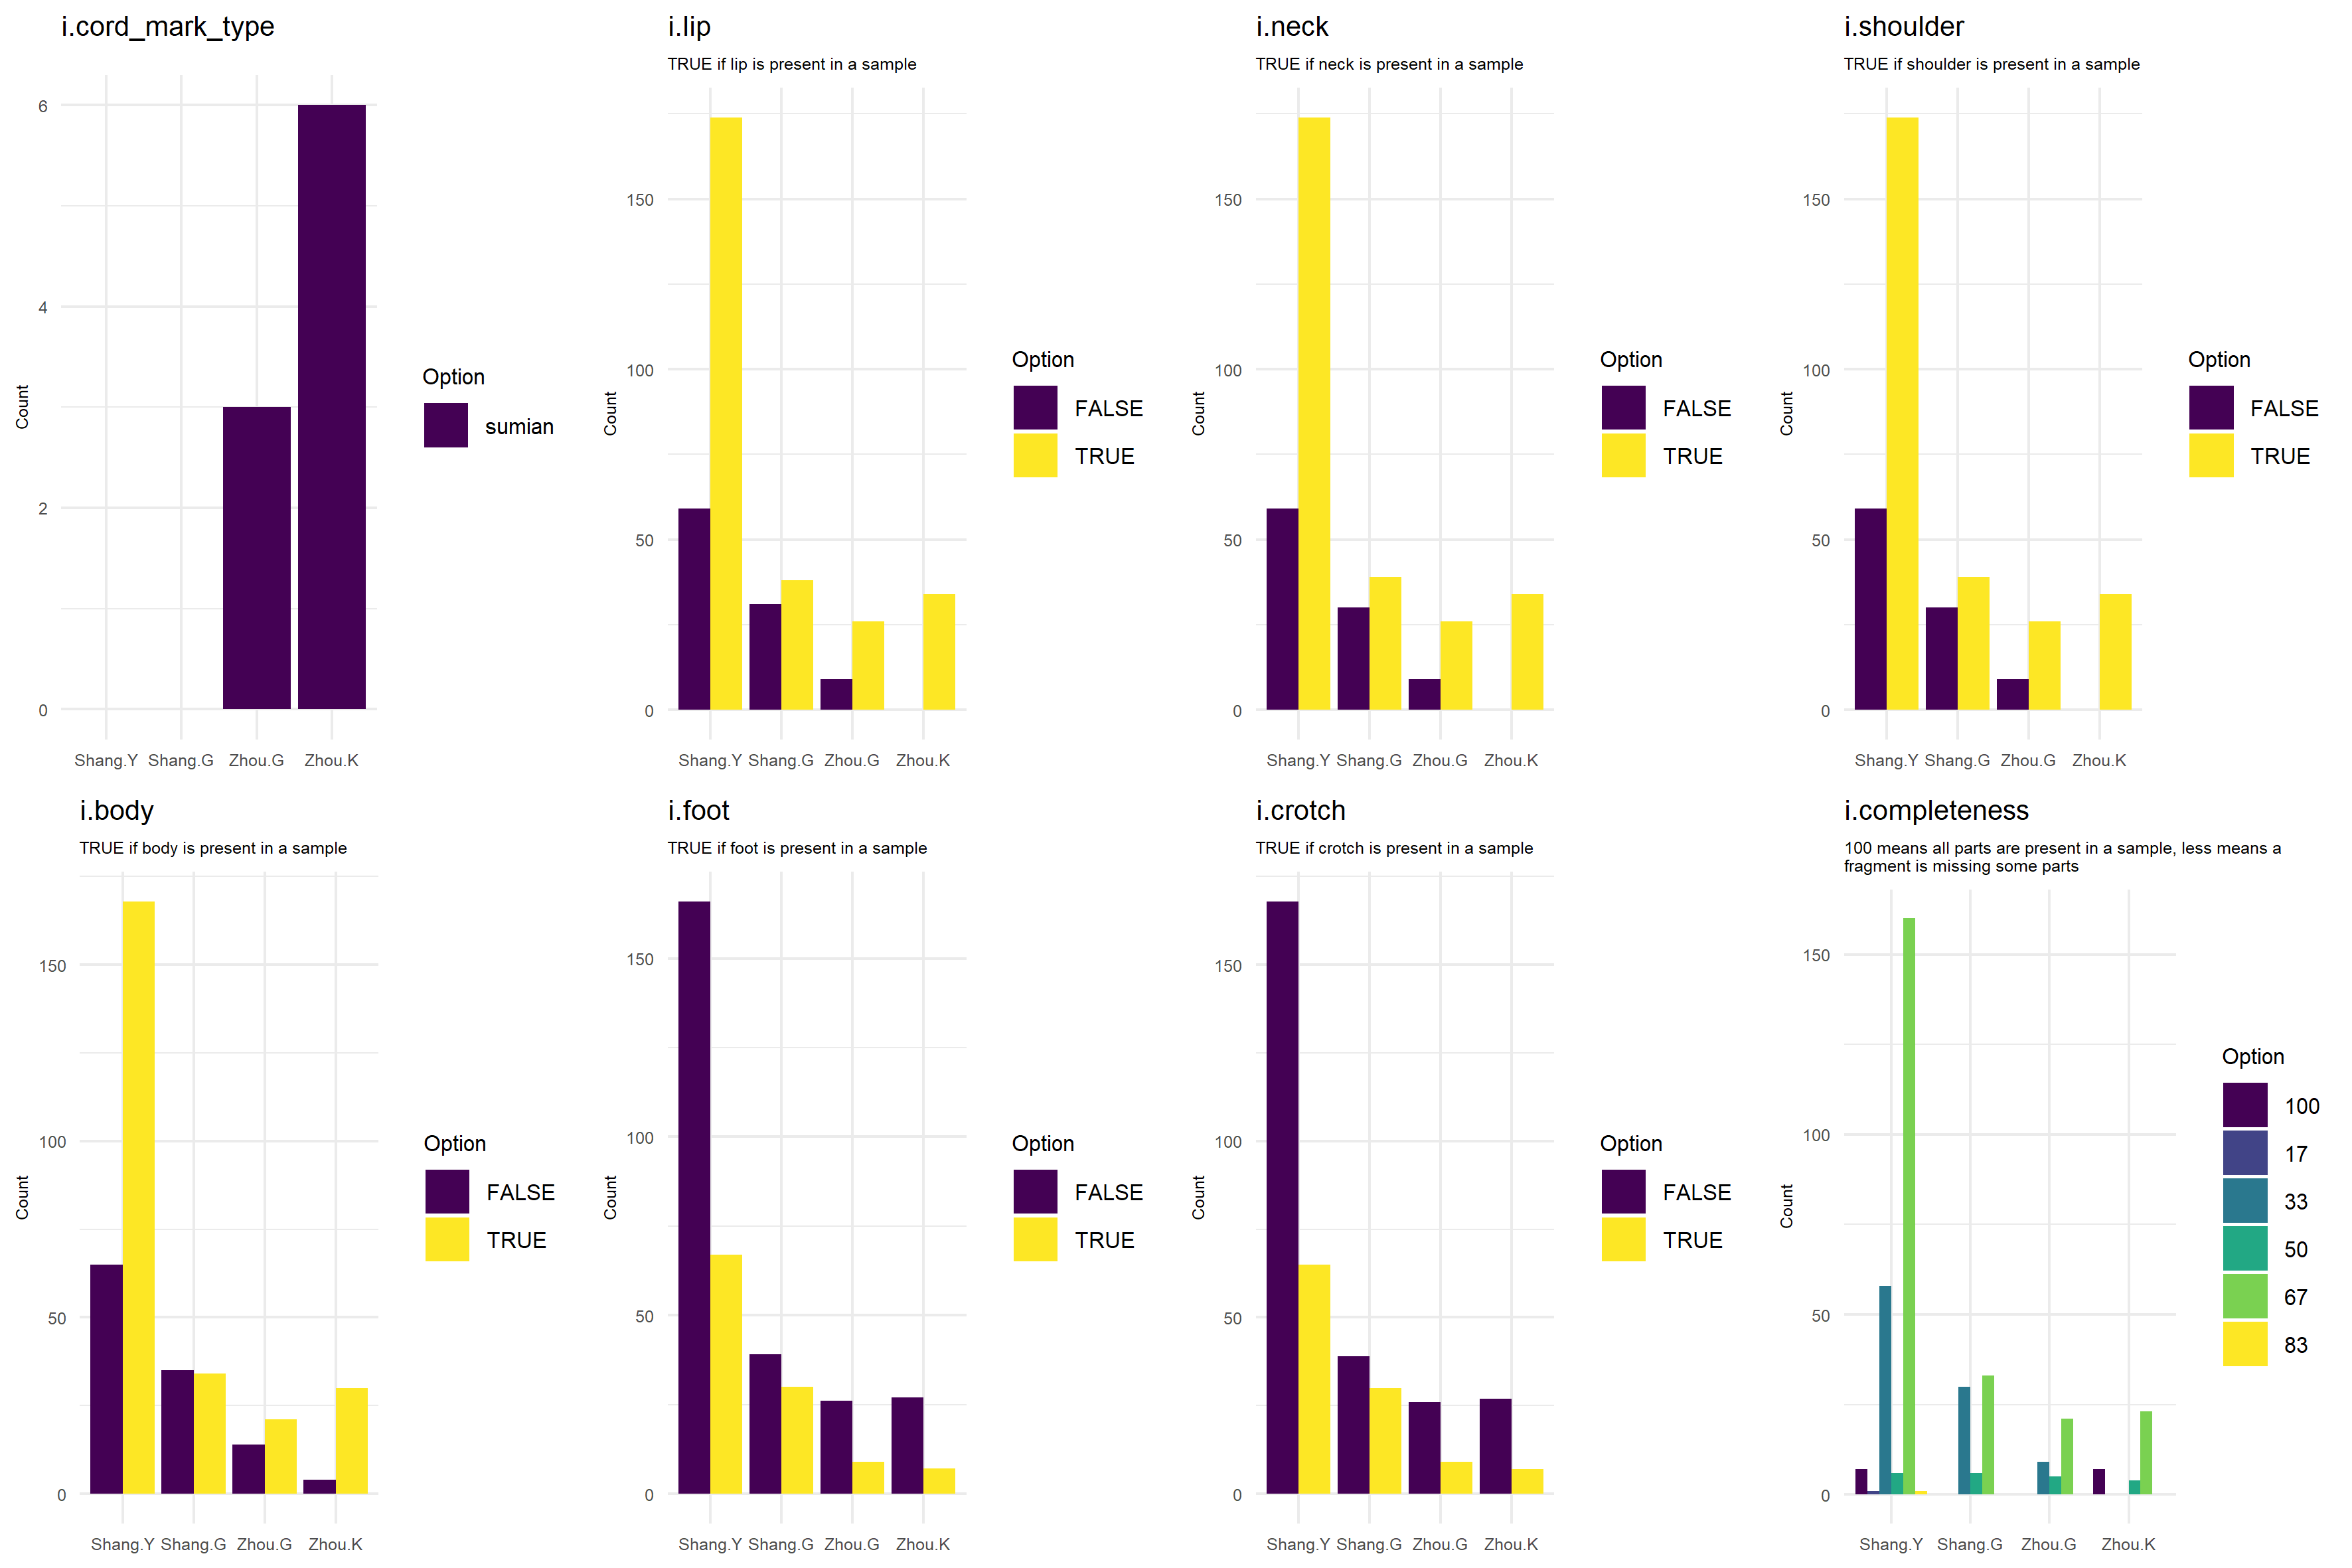 i.cord_mark_type
Count
6
4
2
0
Shang.Y Shang.G Zhou.G Zhou.K
Option
sumian
i.lip
TRUE if lip is present in a sample
Count
150
100
50
0
Shang.Y Shang.G Zhou.G Zhou.K
Option
FALSE
TRUE
i.neck
TRUE if neck is present in a sample
Count
150
100
50
0
Shang.Y Shang.G Zhou.G Zhou.K
Option
FALSE
TRUE
i.shoulder
TRUE if shoulder is present in a sample
Count
150
100
50
0
Shang.Y Shang.G Zhou.G Zhou.K
Option
FALSE
TRUE
i.body
TRUE if body is present in a sample
Count
150
100
50
0
Shang.Y Shang.G Zhou.G Zhou.K
Option
FALSE
TRUE
i.foot
TRUE if foot is present in a sample
Count
150
100
50
0
Shang.Y Shang.G Zhou.G Zhou.K
Option
FALSE
TRUE
i.crotch
TRUE if crotch is present in a sample
Count
150
100
50
0
Shang.Y Shang.G Zhou.G Zhou.K
Option
FALSE
TRUE
i.completeness
100 means all parts are present in a sample, less means a
fragment is missing some parts
Count
150
100
50
0
Shang.Y Shang.G Zhou.G Zhou.K
Option
100
17
33
50
67
83